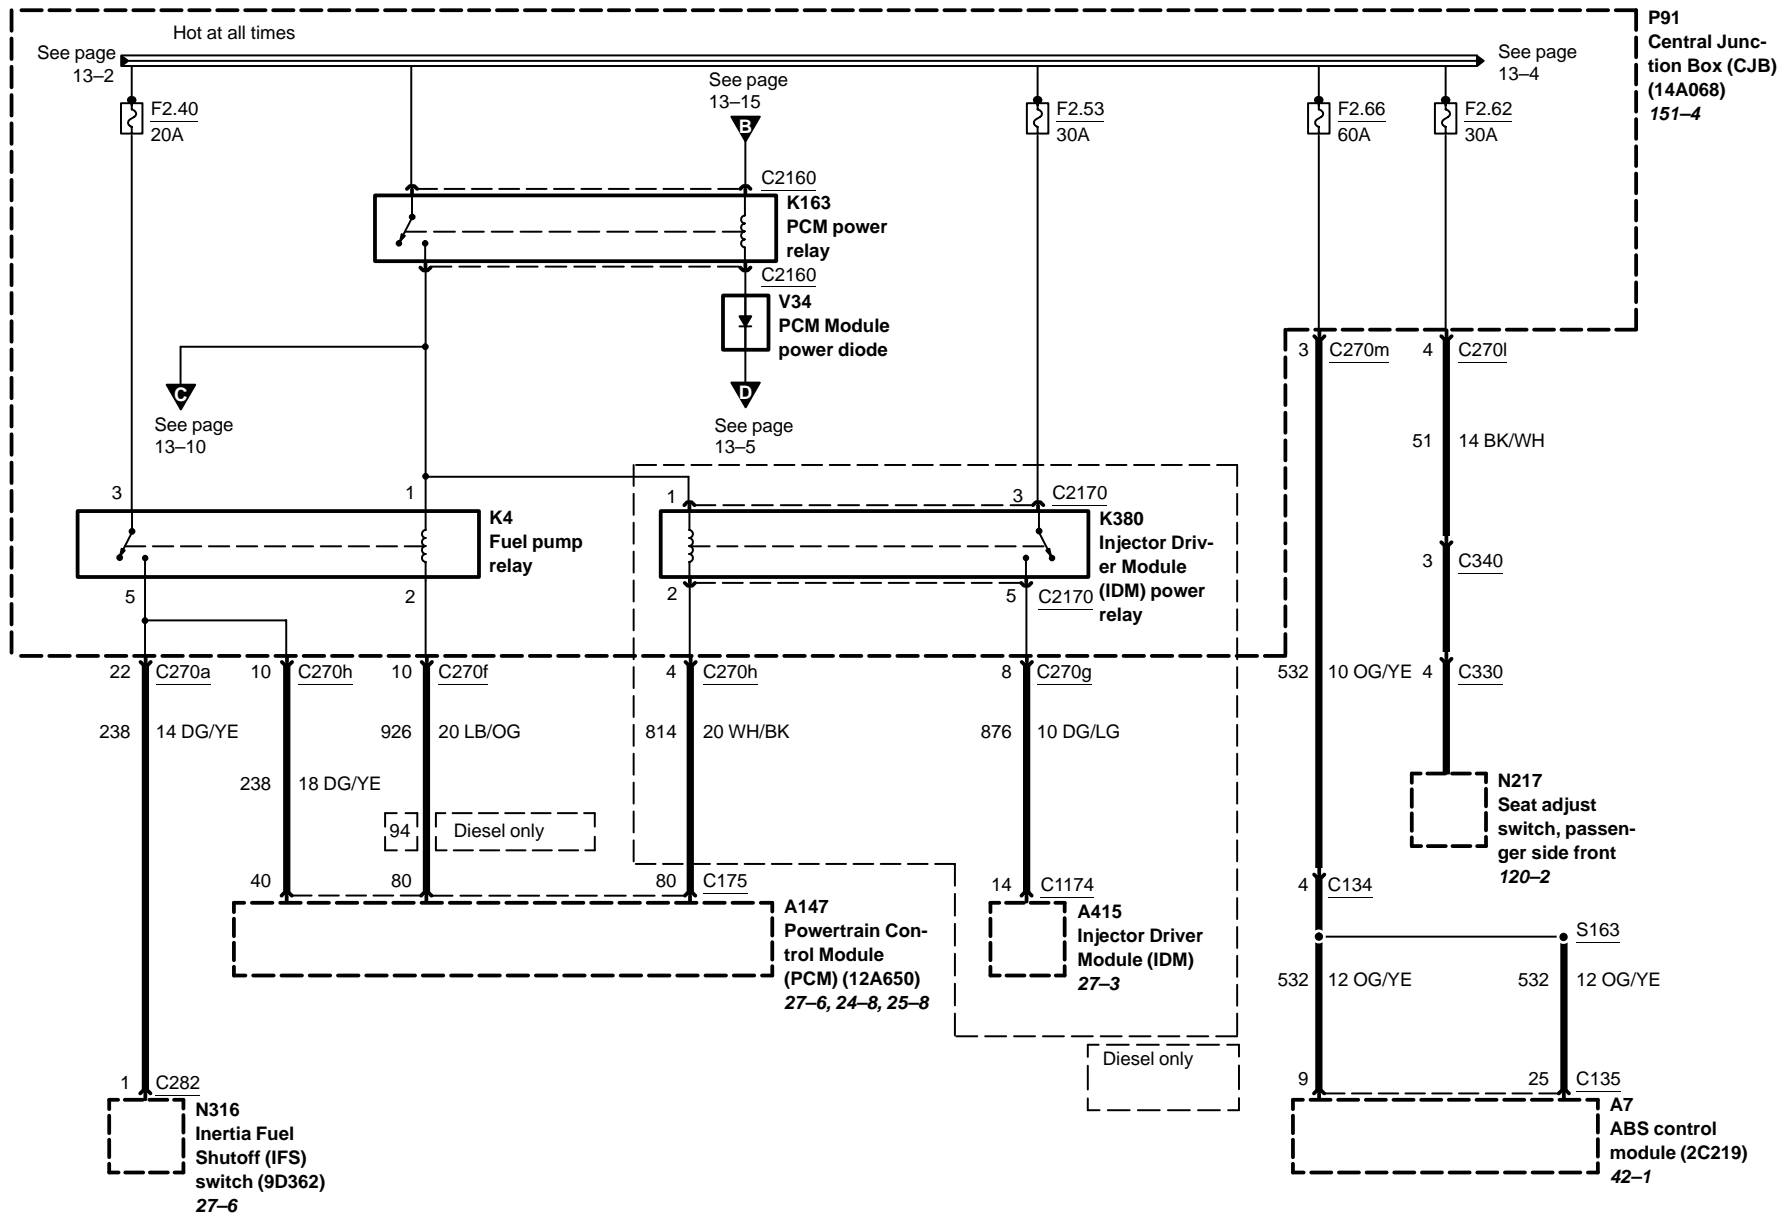 Hot at all times
See page
13–2
See page
13–4
P91
Central Junc-
tion Box (CJB)
(14A068)
151–4
F2.40
20A
See page
13–15
B
F2.53
30A
F2.66
60A
F2.62
30A
C2160
K163
PCM power
relay
C2160
V34
PCM Module
power diode
C
See page
13–10
D
See page
13–5
3 C270m
4 C270l
51 14 BK/WH
3
1
K4
Fuel pump
relay
5
2
1
3 C2170
K380
Injector Driv-
er Module
(IDM) power
relay
2
5 C2170
3 C340
22 C270a
10 C270h
10 C270f
4 C270h
8 C270g
532 10 OG/YE
4 C330
238 14 DG/YE
926 20 LB/OG
814 20 WH/BK
876 10 DG/LG
238 18 DG/YE
94
Diesel only
N217
Seat adjust
switch, passen-
ger side front
120–2
40
80
80 C175
14 C1174
4 C134
A147
Powertrain Con-
trol Module
(PCM) (12A650)
27–6, 24–8, 25–8
A415
Injector Driver
Module (IDM)
27–3
S163
532 12 OG/YE
532 12 OG/YE
Diesel only
1 C282
N316
Inertia Fuel
Shutoff (IFS)
switch (9D362)
27–6
9
25 C135
A7
ABS control
module (2C219)
42–1